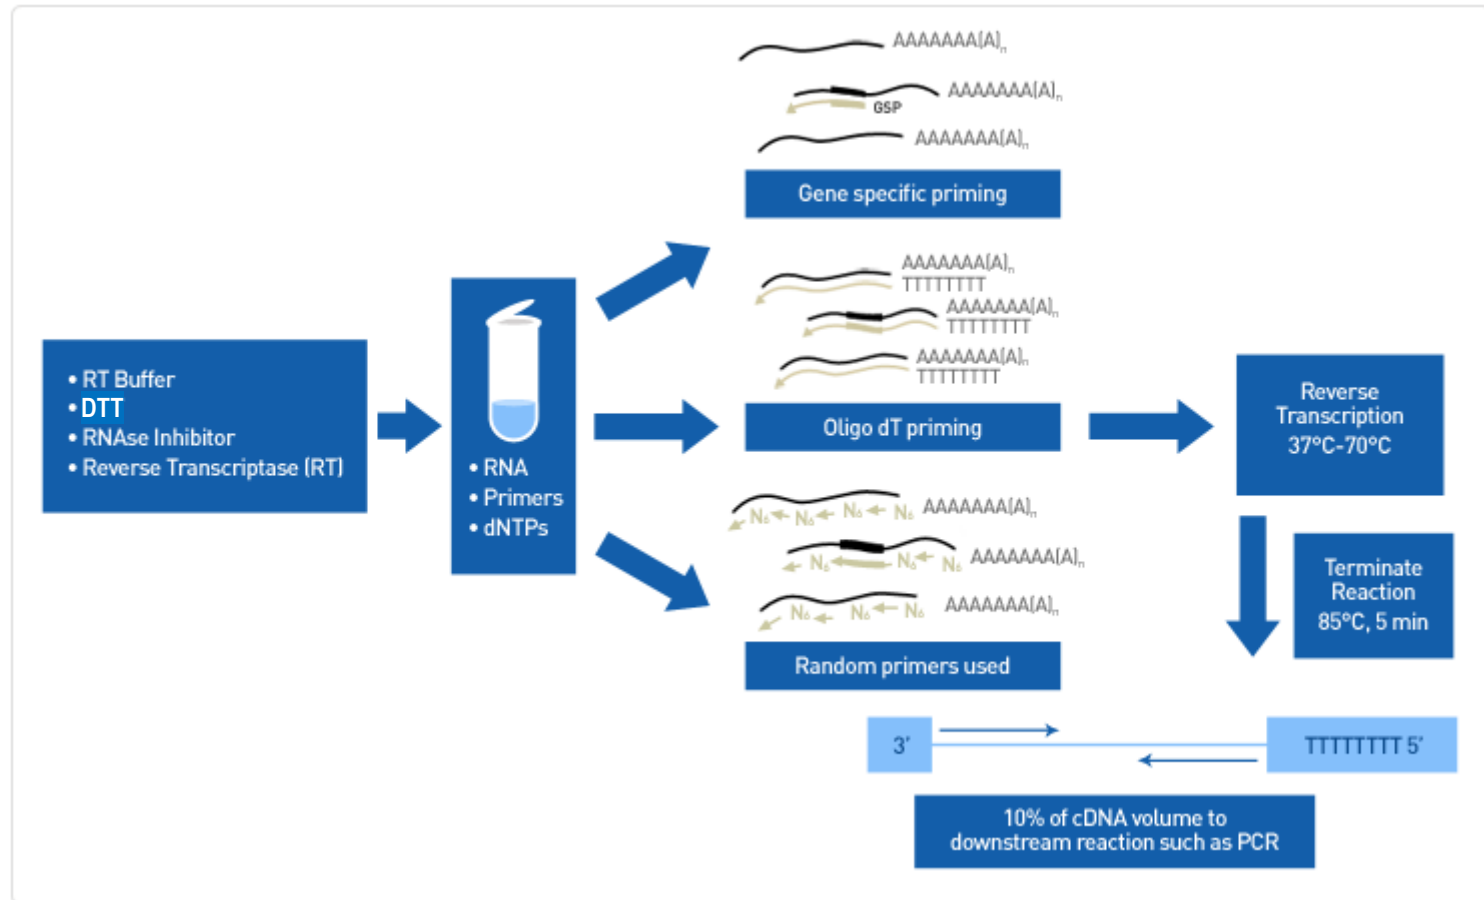 • RT Buffer
• DTT
• RNAse Inhibitor
• Reverse Transcriptase (RT)
• RNA
• Primers
• dNTPs
AAAAAAA(A)n
AAAAAAA(A)n
GSP
AAAAAAA(A)n
Gene specific priming
AAAAAAA(A)n
TTTTTTTT
AAAAAAA(A)n
TTTTTTTT
AAAAAAA(A)n
TTTTTTTT
Oligo dT priming
N6 N6 N6 N6 AAAAAAA(A)n
N6 N6 N6 AAAAAAA(A)n
N6 N6 N6 AAAAAAA(A)n
Random primers used
Reverse
Transcription
37°C-70°C
Terminate
Reaction
85°C, 5 min
3’ TTTTTTTT 5’
10% of cDNA volume to
downstream reaction such as PCR